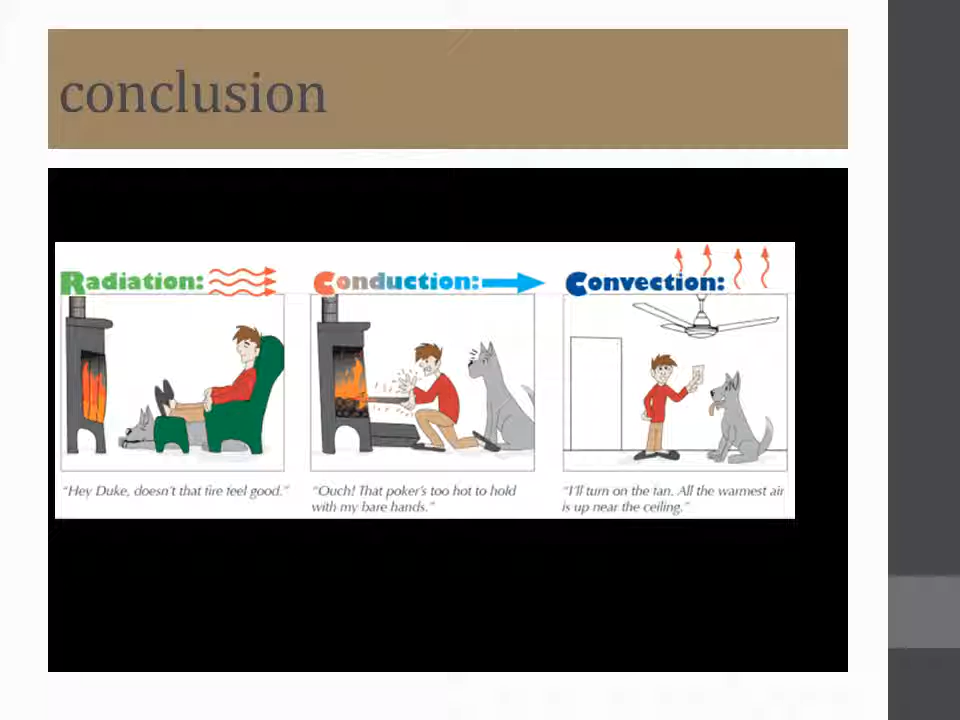 conclusion
Radiation:
Conduction:
Convection:
"Hey Duke, doesn't that fire feel good."
"Ouch! That poker's too hot to hold
with my bare hands."
"I'll turn on the fan. All the warmest air
is up near the ceiling."